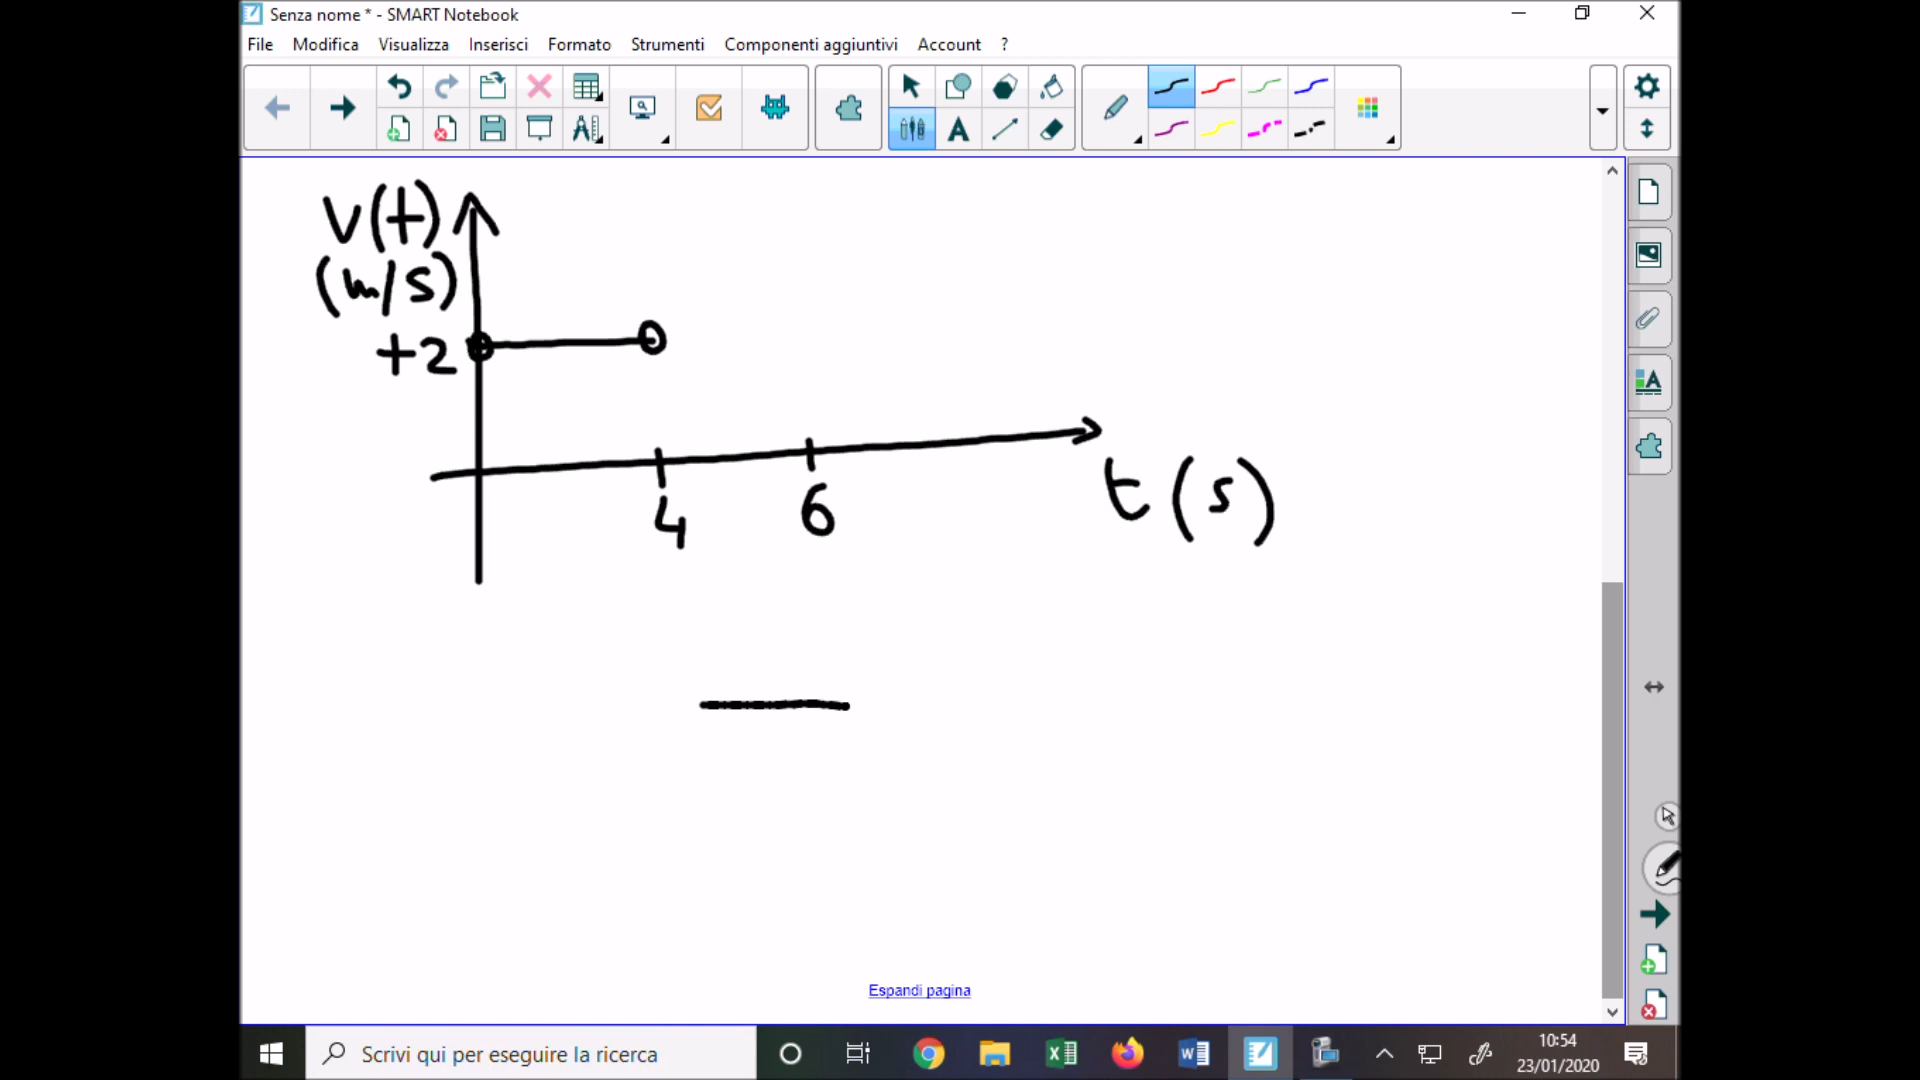 Senza nome * - SMART Notebook
File Modifica Visualizza Inserisci Formato Strumenti Componenti aggiuntivi Account ?
v(t)
(m/s)
+2
4
6
t(s)
Espandi pagina
Scrivi qui per eseguire la ricerca
10:54
23/01/2020